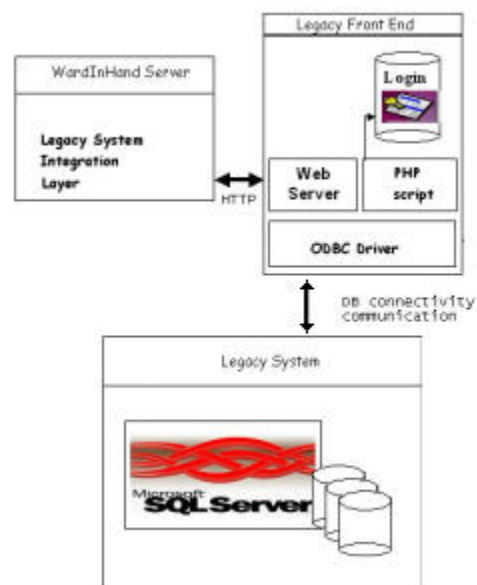 Legacy Front End
WardInHand Server
Login
Legacy System
Integration
Layer
HTTP
Web
Server
PHP
script
ODBC Driver
DB connectivity
communication
Legacy System
Microsoft
SQL Server